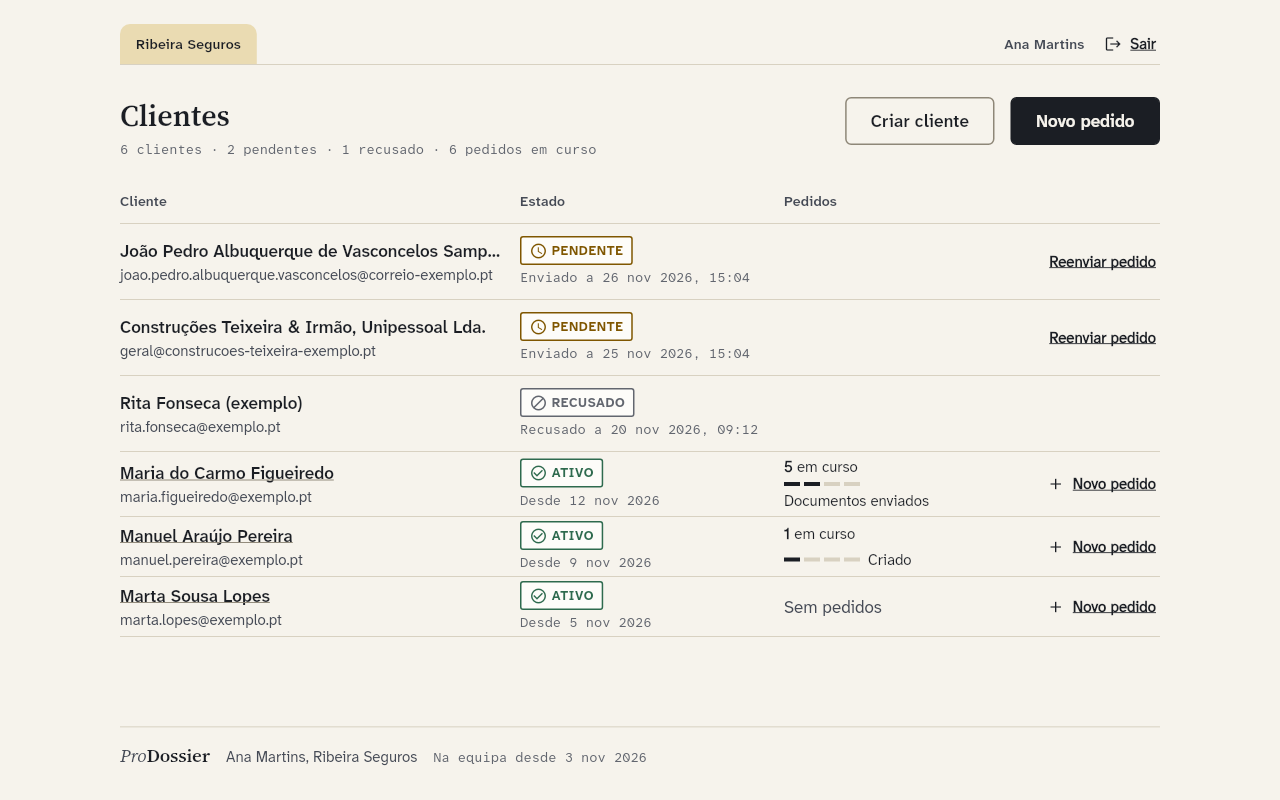 Ribeira Seguros
Ana Martins Sair
Clientes
Criar cliente
Novo pedido
6 clientes · 2 pendentes · 1 recusado · 6 pedidos em curso
Cliente Estado Pedidos
João Pedro Albuquerque de Vasconcelos Samp...
joao.pedro.albuquerque.vasconcelos@correio-exemplo.pt
PENDENTE
Enviado a 26 nov 2026, 15:04
Reenviar pedido
Construções Teixeira & Irmão, Unipessoal Lda.
geral@construcoes-teixeira-exemplo.pt
PENDENTE
Enviado a 25 nov 2026, 15:04
Reenviar pedido
Rita Fonseca (exemplo)
rita.fonseca@exemplo.pt
RECUSADO
Recusado a 20 nov 2026, 09:12
Maria do Carmo Figueiredo
maria.figueiredo@exemplo.pt
ATIVO
Desde 12 nov 2026
5 em curso
Documentos enviados
+ Novo pedido
Manuel Araújo Pereira
manuel.pereira@exemplo.pt
ATIVO
Desde 9 nov 2026
1 em curso
Criado
+ Novo pedido
Marta Sousa Lopes
marta.lopes@exemplo.pt
ATIVO
Desde 5 nov 2026
Sem pedidos
+ Novo pedido
ProDossier Ana Martins, Ribeira Seguros Na equipa desde 3 nov 2026